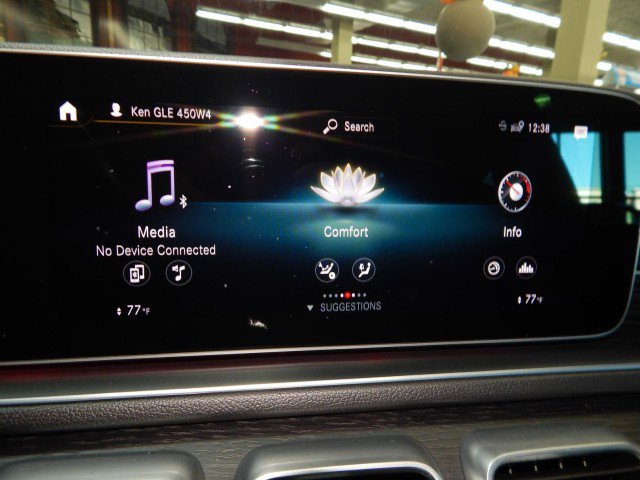 Ken GLE 450W4
Search
12:38
Media
No Device Connected
Comfort
Info
77°F
SUGGESTIONS
77°F